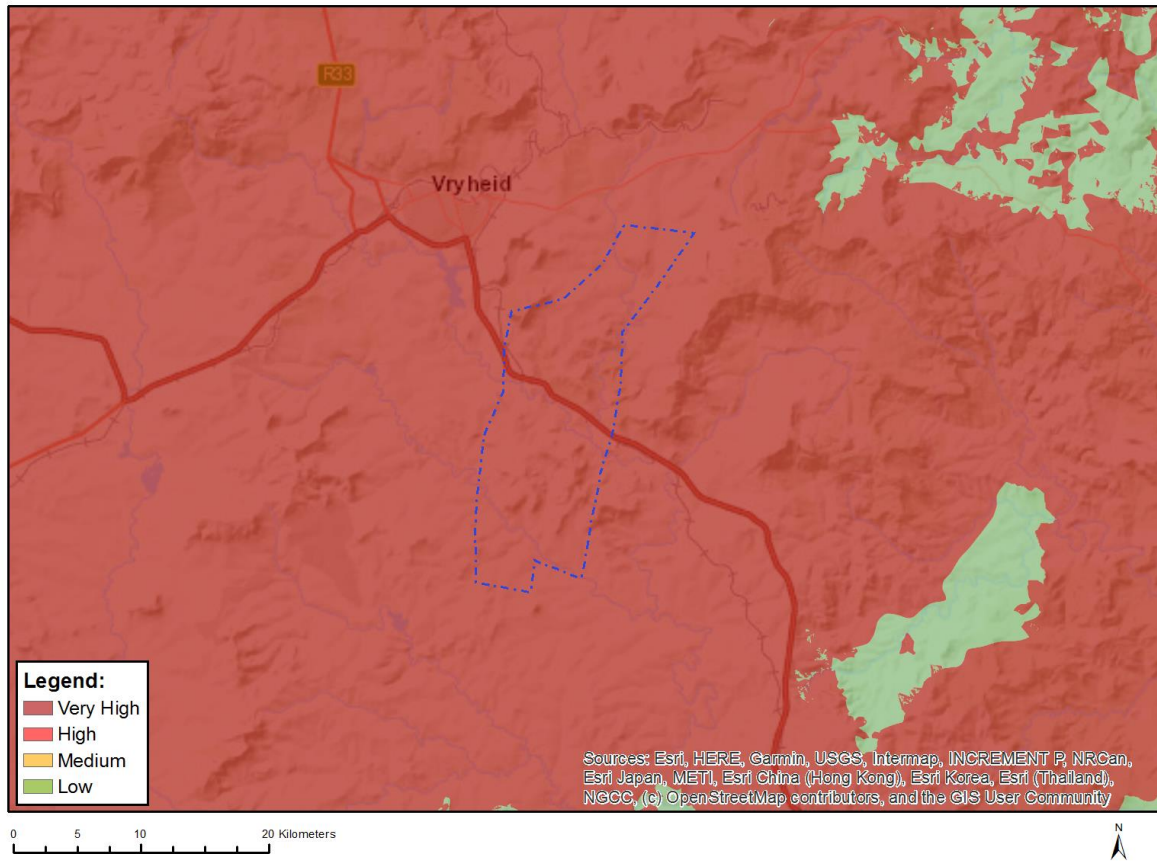 R33
Vryheid
Legend:
Very High
High
Medium
Low
Sources: Esri, HERE, Garmin, USGS, Intermap, INCREMENT P, NRCan,
Esri Japan, METI, Esri China (Hong Kong), Esri Korea, Esri (Thailand),
NGCC, (c) OpenStreetMap contributors, and the GIS User Community
0 5 10 20 Kilometers
N